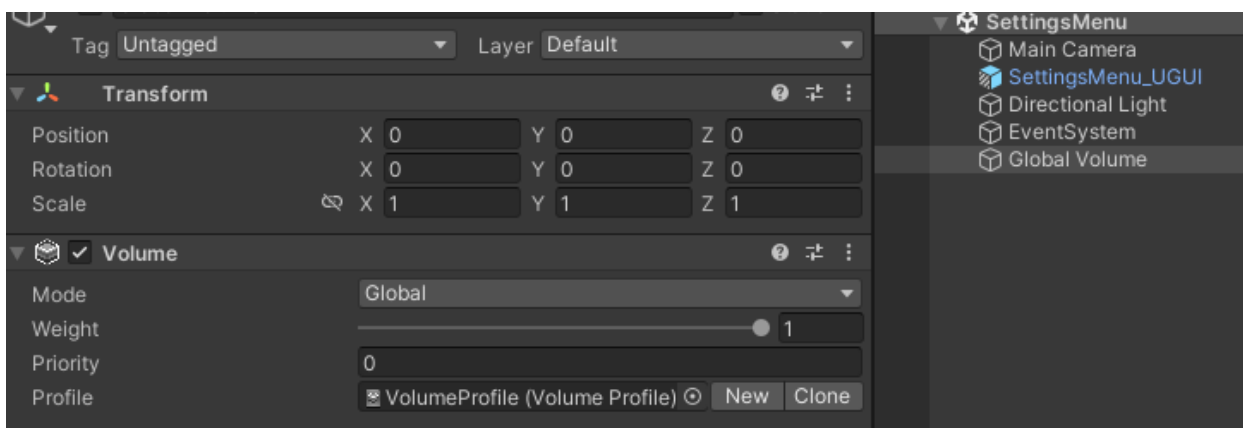 Tag Untagged Layer Default
Transform
Position X 0 Y 0 Z 0
Rotation X 0 Y 0 Z 0
Scale X 1 Y 1 Z 1
Volume
Mode Global
Weight 1
Priority 0
Profile VolumeProfile (Volume Profile) New Clone
SettingsMenu
Main Camera
SettingsMenu_UGUI
Directional Light
EventSystem
Global Volume